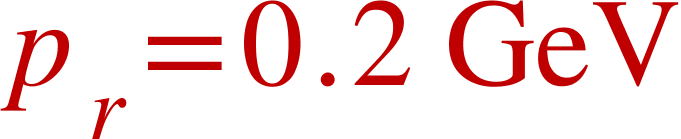 p_r = 0.2 GeV